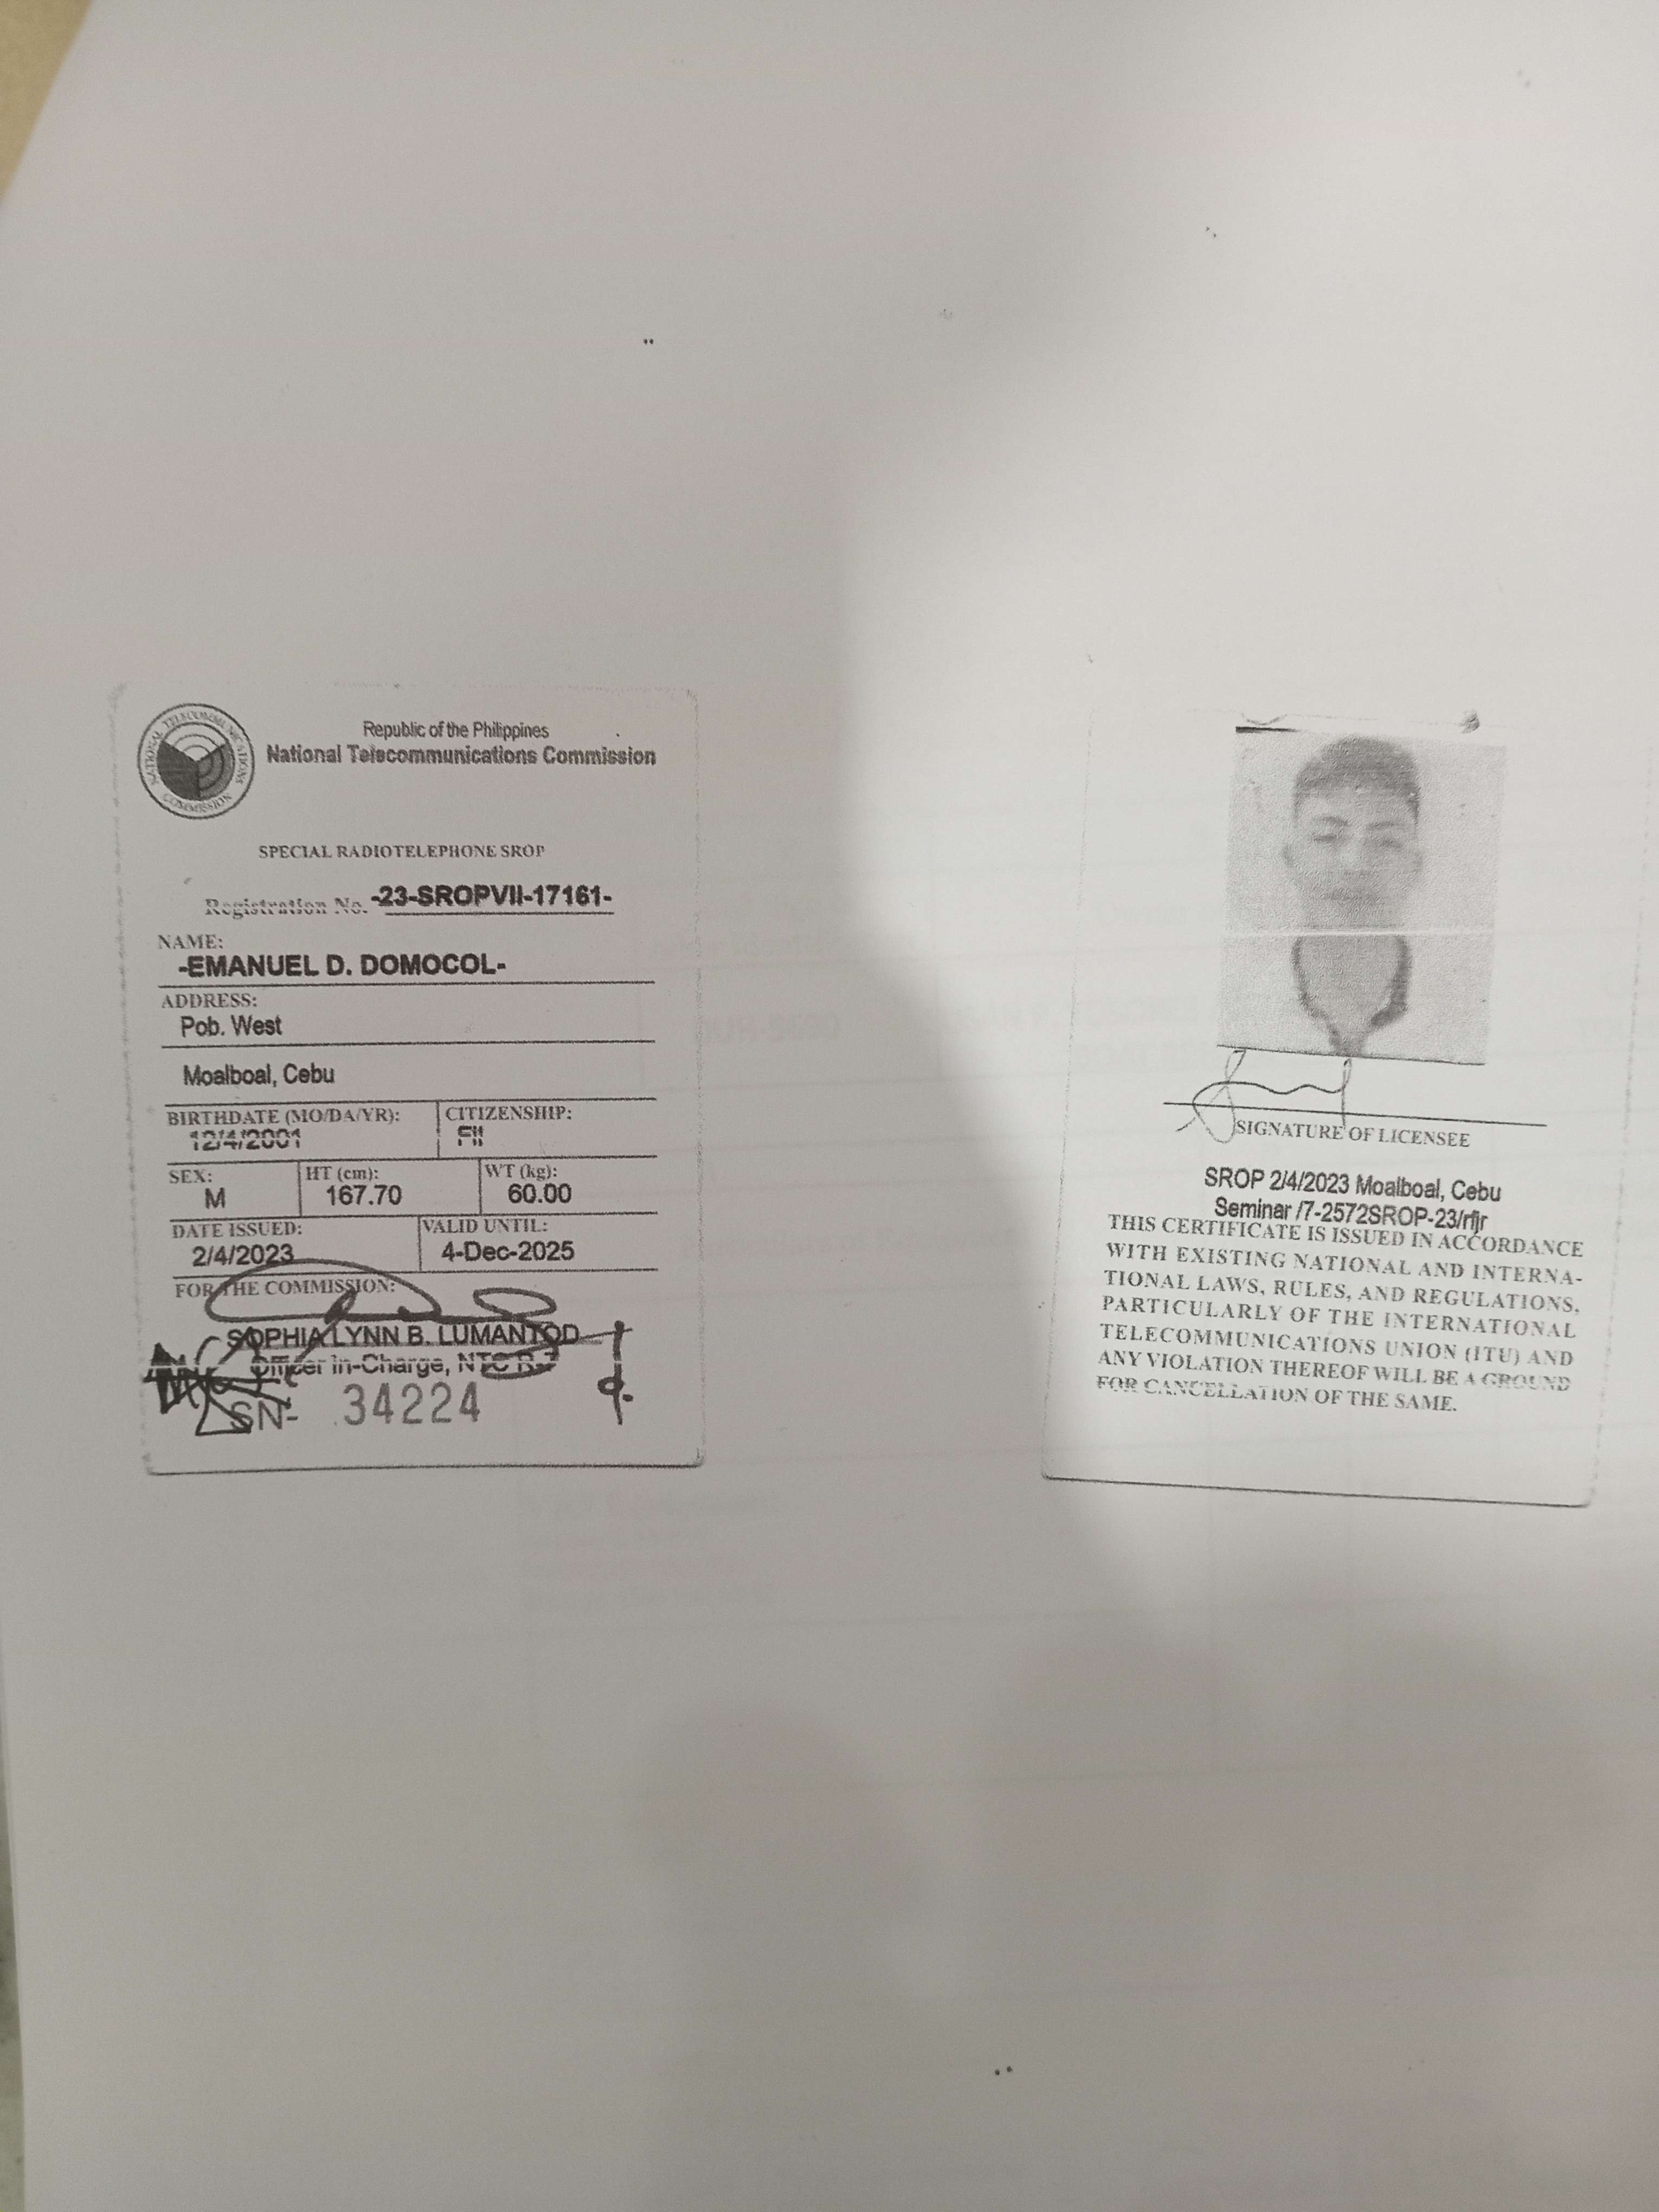 NATIONAL TELECOMMUNICATIONS COMMISSION
Republic of the Philippines
National Telecommunications Commission
SPECIAL RADIOTELEPHONE SROP
Registration No. -23-SROPVII-17161-
NAME:
-EMANUEL D. DOMOCOL-
ADDRESS:
Pob. West
Moalboal, Cebu
BIRTHDATE (MO/DA/YR): CITIZENSHIP:
12/4/2001 Fil
SEX: HT (cm): WT (kg):
M 167.70 60.00
DATE ISSUED: VALID UNTIL:
2/4/2023 4-Dec-2025
FOR THE COMMISSION:
SOPHIA LYNN B. LUMANTOD
Officer in-Charge, NTC R-7
SN- 34224
SIGNATURE OF LICENSEE
SROP 2/4/2023 Moalboal, Cebu
Seminar /7-2572SROP-23/rfjr
THIS CERTIFICATE IS ISSUED IN ACCORDANCE
WITH EXISTING NATIONAL AND INTERNA-
TIONAL LAWS, RULES, AND REGULATIONS,
PARTICULARLY OF THE INTERNATIONAL
TELECOMMUNICATIONS UNION (ITU) AND
ANY VIOLATION THEREOF WILL BE A GROUND
FOR CANCELLATION OF THE SAME.